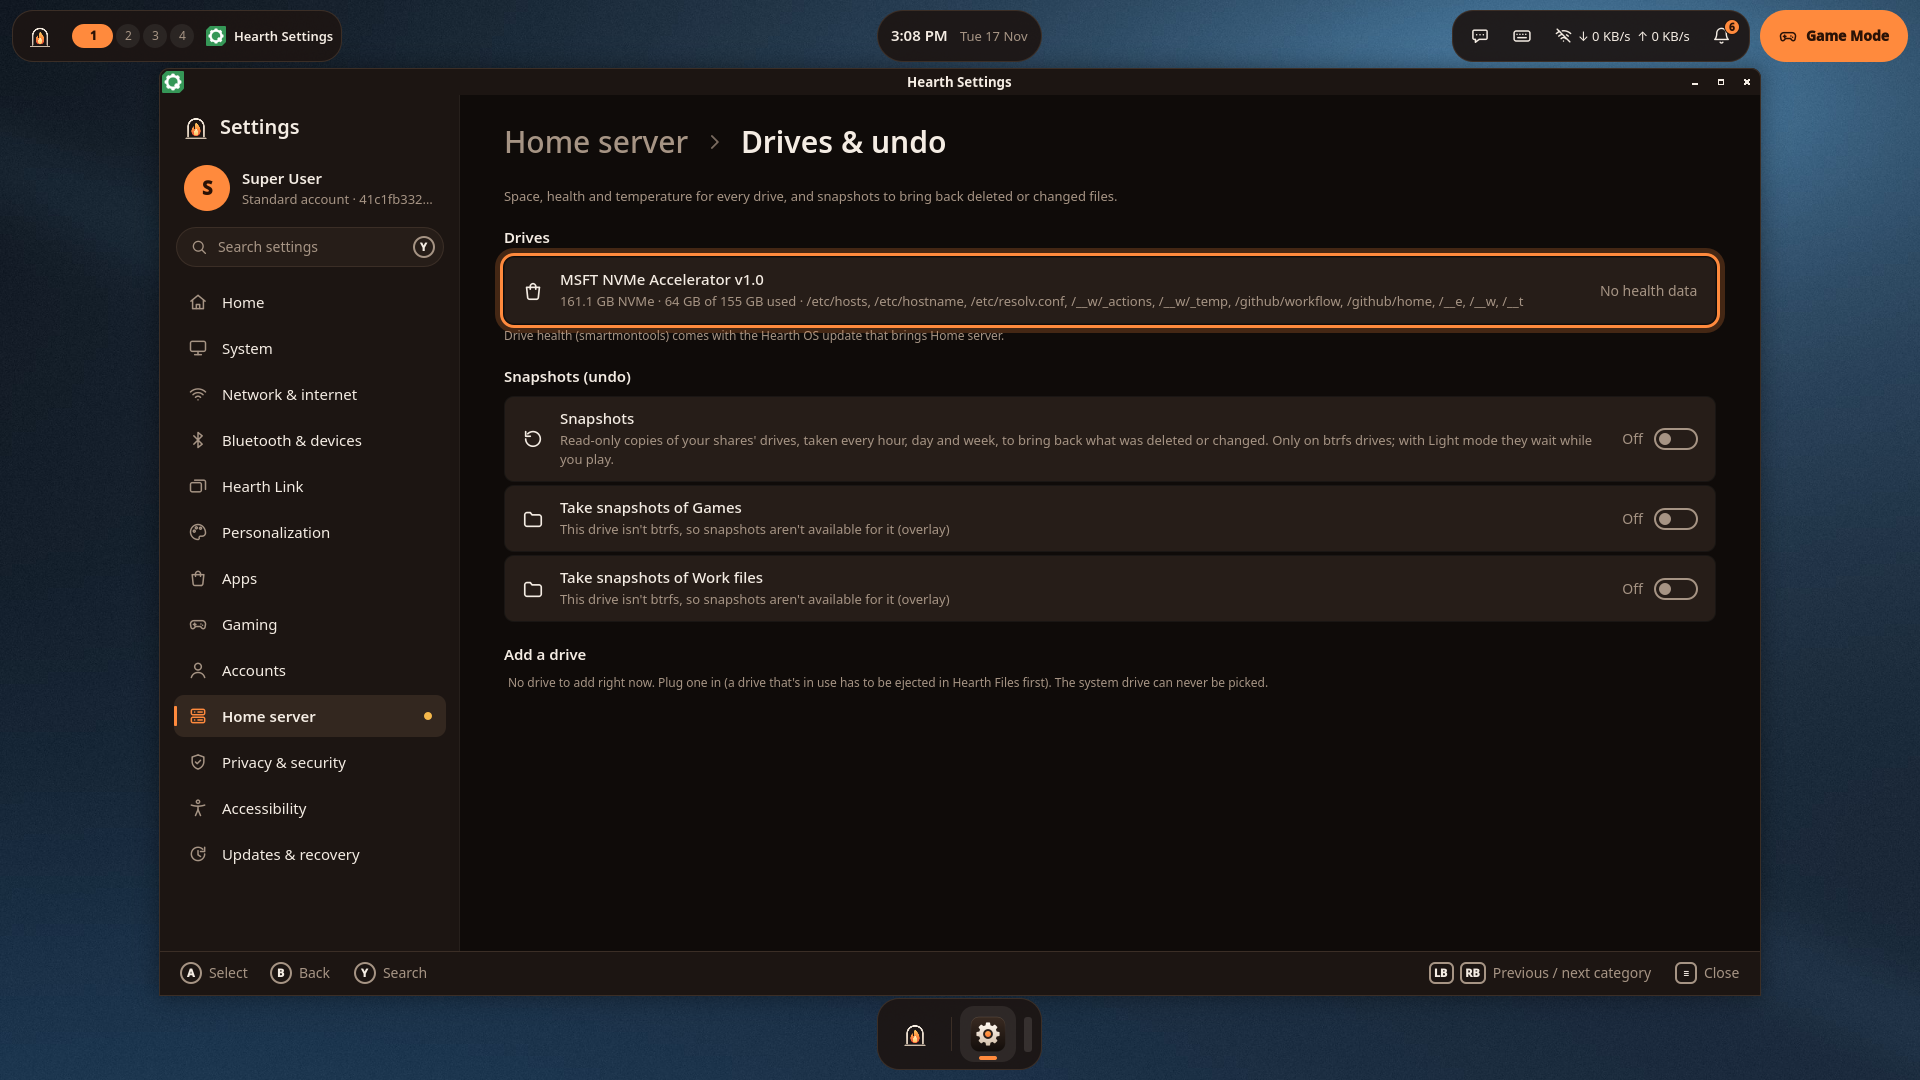 1 2 3 4 Hearth Settings
3:08 PM Tue 17 Nov
↓ 0 KB/s ↑ 0 KB/s
6
Game Mode
Hearth Settings
Settings
S
Super User
Standard account · 41c1fb332...
Search settings
Y
Home
System
Network & internet
Bluetooth & devices
Hearth Link
Personalization
Apps
Gaming
Accounts
Home server
Privacy & security
Accessibility
Updates & recovery
Home server > Drives & undo
Space, health and temperature for every drive, and snapshots to bring back deleted or changed files.
Drives
MSFT NVMe Accelerator v1.0
161.1 GB NVMe · 64 GB of 155 GB used · /etc/hosts, /etc/hostname, /etc/resolv.conf, /__w/_actions, /__w/_temp, /github/workflow, /github/home, /__e, /__w, /__t
No health data
Drive health (smartmontools) comes with the Hearth OS update that brings Home server.
Snapshots (undo)
Snapshots
Read-only copies of your shares' drives, taken every hour, day and week, to bring back what was deleted or changed. Only on btrfs drives; with Light mode they wait while
you play.
Off
Take snapshots of Games
This drive isn't btrfs, so snapshots aren't available for it (overlay)
Off
Take snapshots of Work files
This drive isn't btrfs, so snapshots aren't available for it (overlay)
Off
Add a drive
No drive to add right now. Plug one in (a drive that's in use has to be ejected in Hearth Files first). The system drive can never be picked.
A Select B Back Y Search
LB RB Previous / next category ≡ Close